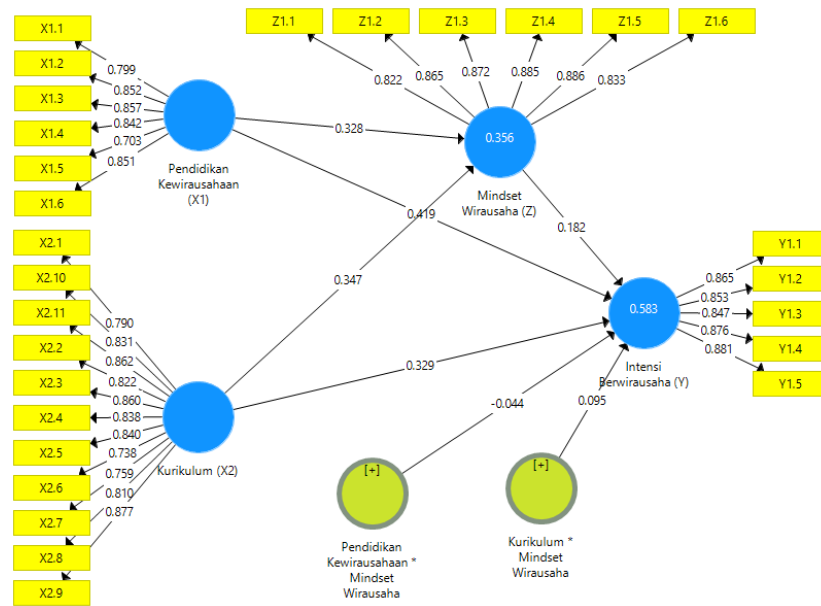 X1.1
X1.2
X1.3
X1.4
X1.5
X1.6
0.799
0.852
0.857
0.842
0.703
0.851
Pendidikan
Kewirausahaan
(X1)
Z1.1
Z1.2
Z1.3
Z1.4
Z1.5
Z1.6
0.822
0.865
0.872
0.885
0.886
0.833
0.356
Mindset
Wirausaha (Z)
0.328
0.419
0.347
0.182
X2.1
X2.10
X2.11
X2.2
X2.3
X2.4
X2.5
X2.6
X2.7
X2.8
X2.9
0.790
0.831
0.862
0.822
0.860
0.838
0.840
0.738
0.759
0.810
0.877
Kurikulum (X2)
0.329
-0.044
0.095
0.583
Intensi
Berwirausaha (Y)
0.865
0.853
0.847
0.876
0.881
Y1.1
Y1.2
Y1.3
Y1.4
Y1.5
[+]
Pendidikan
Kewirausahaan *
Mindset
Wirausaha
[+]
Kurikulum *
Mindset
Wirausaha